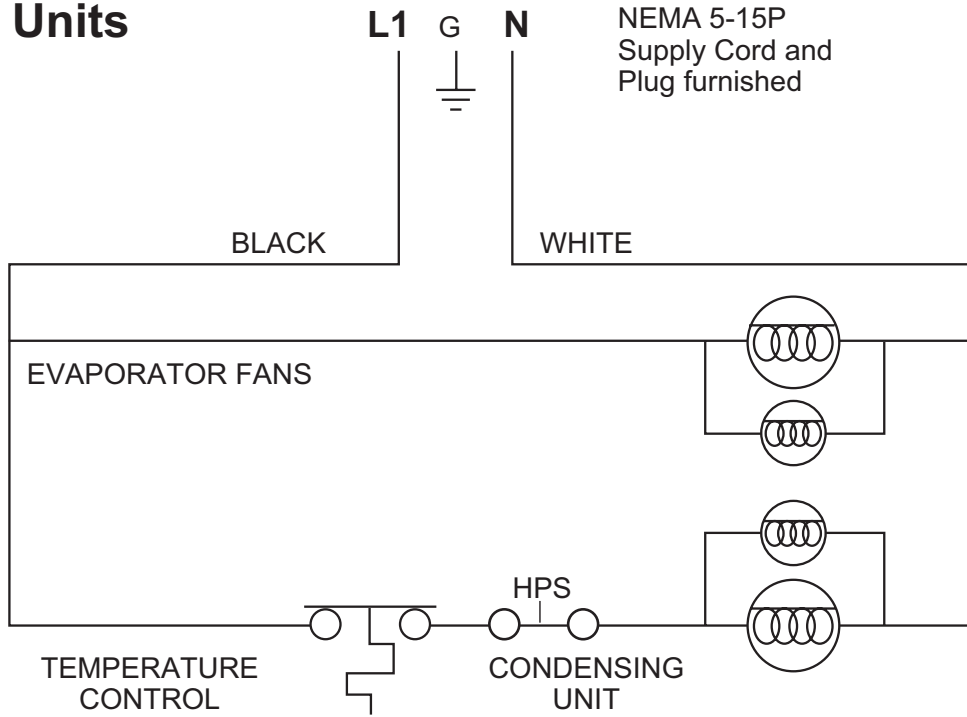 Units
L1 G N
NEMA 5-15P
Supply Cord and
Plug furnished
BLACK
WHITE
EVAPORATOR FANS
HPS
TEMPERATURE
CONTROL
CONDENSING
UNIT